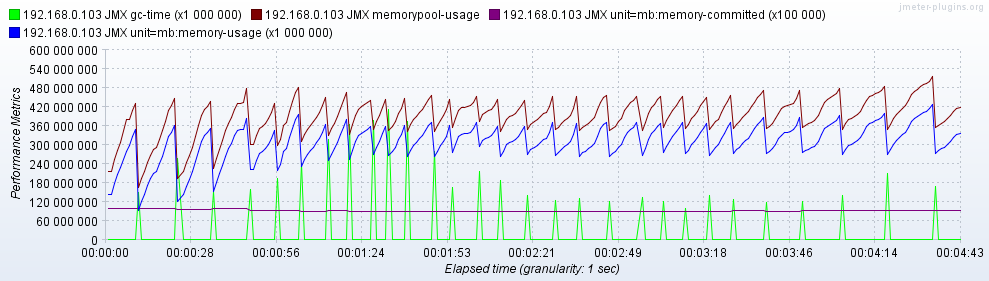 jmeter-plugins.org
192.168.0.103 JMX gc-time (x1 000 000) 192.168.0.103 JMX memorypool-usage 192.168.0.103 JMX unit=mb:memory-committed (x100 000)
192.168.0.103 JMX unit=mb:memory-usage (x1 000 000)
Performance Metrics
600 000 000
540 000 000
480 000 000
420 000 000
360 000 000
300 000 000
240 000 000
180 000 000
120 000 000
60 000 000
0
00:00:00 00:00:28 00:00:56 00:01:24 00:01:53 00:02:21 00:02:49 00:03:18 00:03:46 00:04:14 00:04:43
Elapsed time (granularity: 1 sec)